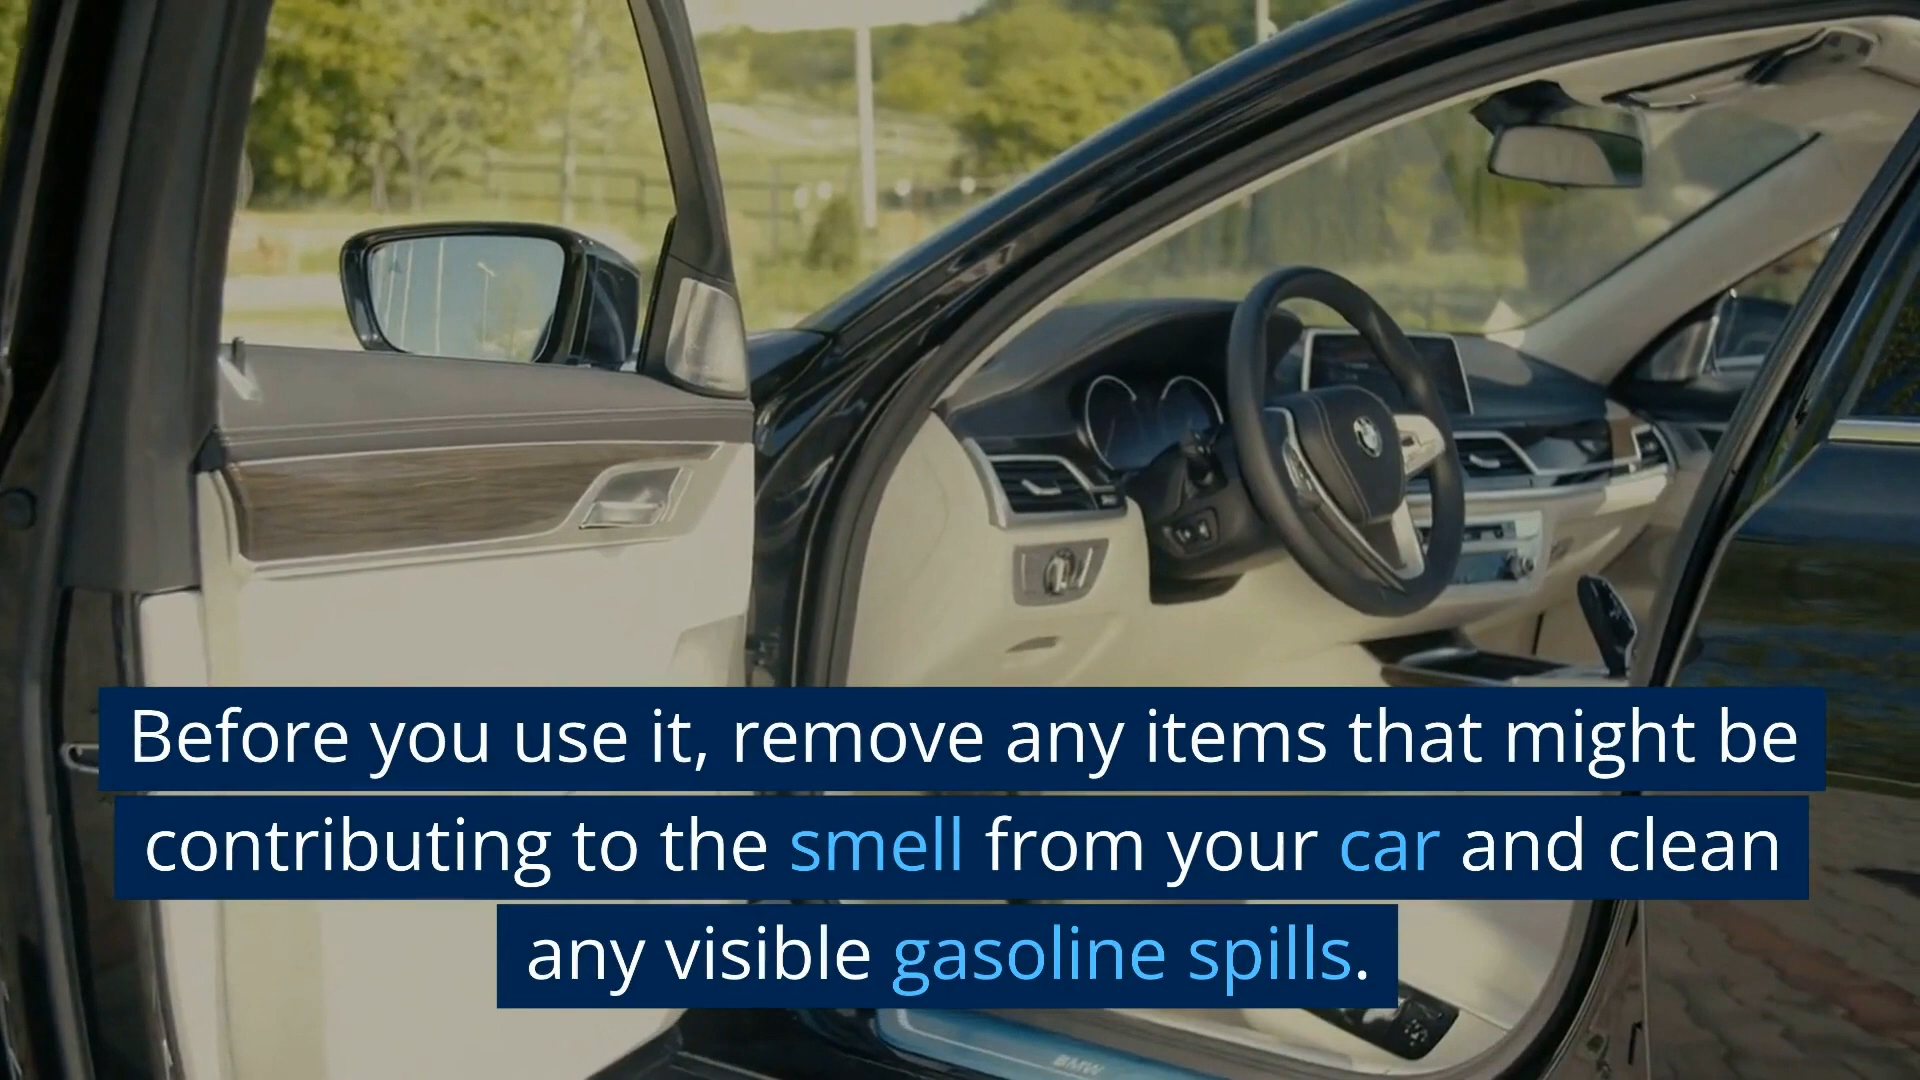 Before you use it, remove any items that might be
contributing to the smell from your car and clean
any visible gasoline spills.
BMW